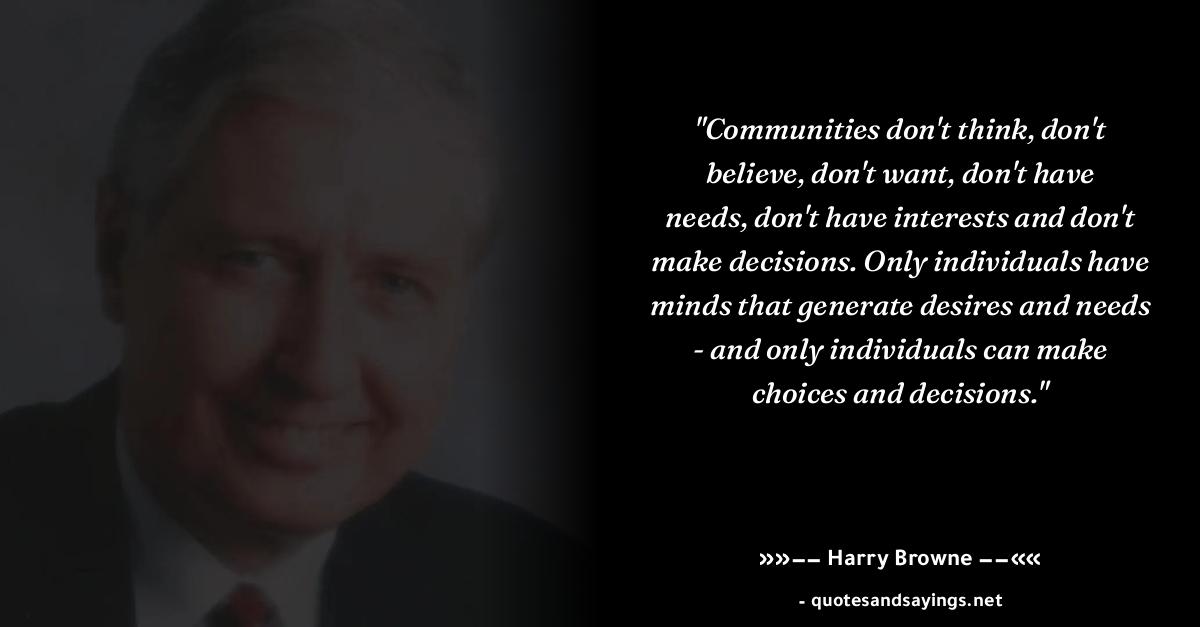 "Communities don't think, don't
believe, don't want, don't have
needs, don't have interests and don't
make decisions. Only individuals have
minds that generate desires and needs
- and only individuals can make
choices and decisions."
»»−− Harry Browne −−««
- quotesandsayings.net